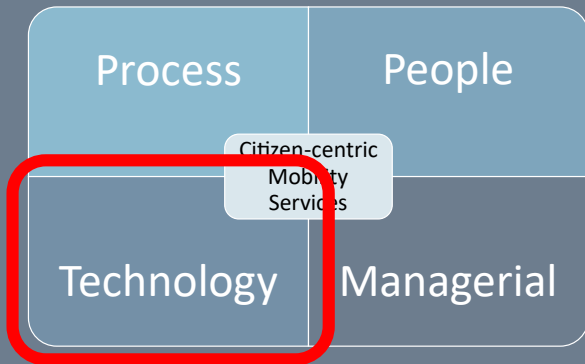 Process
People
Citizen-centric
Mobility
Services
Technology
Managerial